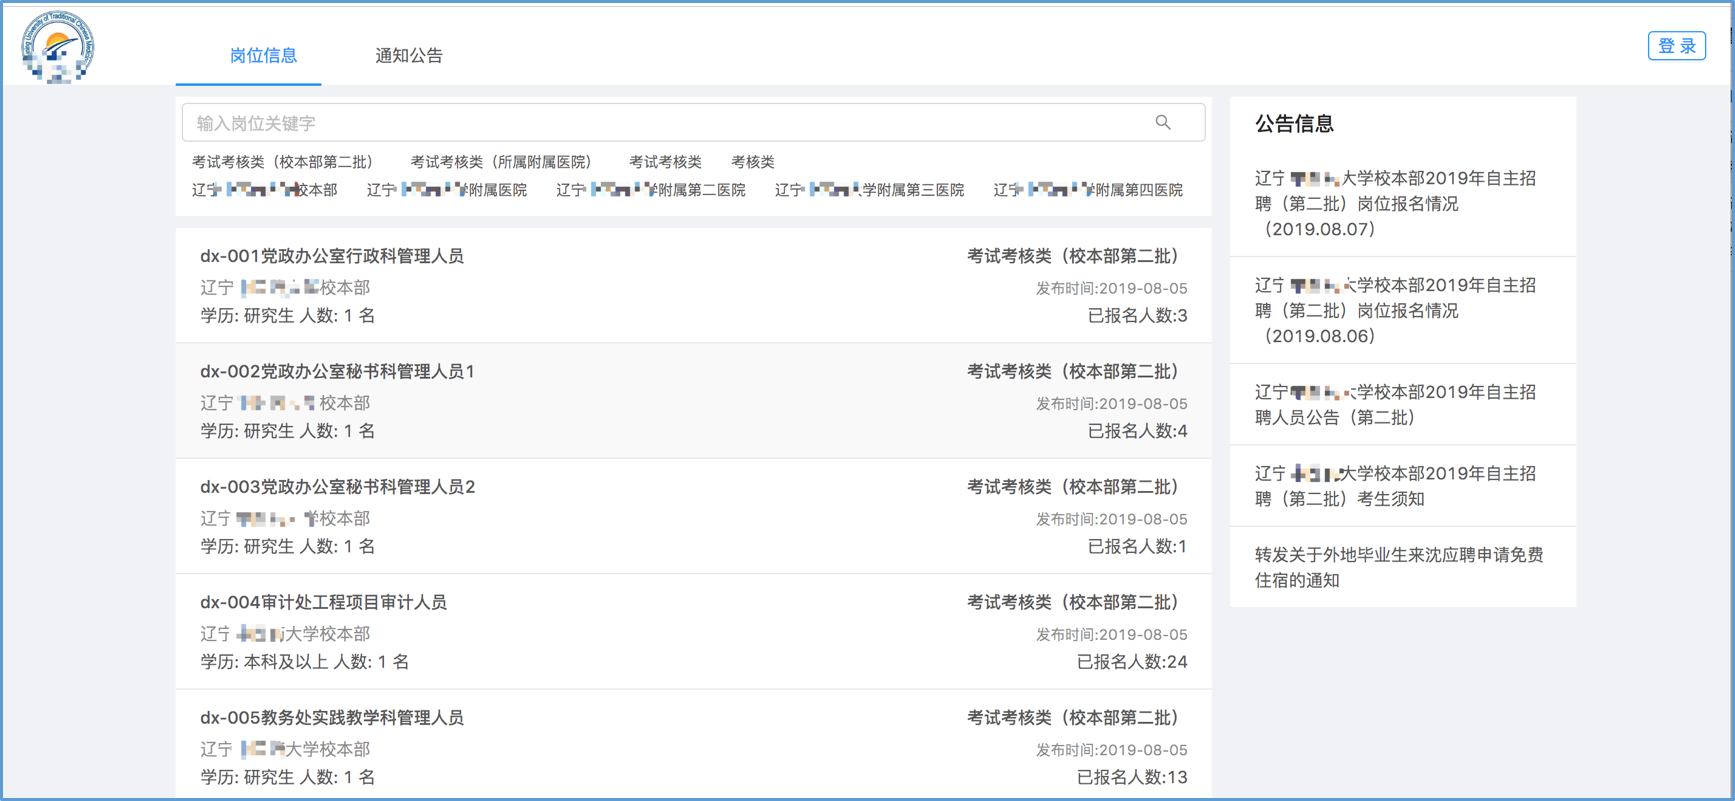 oning University of Traditional Chinese Medicine
岗位信息
通知公告
登 录
输入岗位关键字
考试考核类（校本部第二批） 考试考核类（所属附属医院） 考试考核类 考核类
辽宁 校本部 辽宁 学附属医院 辽宁 学附属第二医院 辽宁 学附属第三医院 辽宁 学附属第四医院
dx-001党政办公室行政科管理人员
考试考核类（校本部第二批）
辽宁 校本部
发布时间:2019-08-05
学历: 研究生 人数: 1 名
已报名人数:3
dx-002党政办公室秘书科管理人员1
考试考核类（校本部第二批）
辽宁 校本部
发布时间:2019-08-05
学历: 研究生 人数: 1 名
已报名人数:4
dx-003党政办公室秘书科管理人员2
考试考核类（校本部第二批）
辽宁 学校本部
发布时间:2019-08-05
学历: 研究生 人数: 1 名
已报名人数:1
dx-004审计处工程项目审计人员
考试考核类（校本部第二批）
辽宁 大学校本部
发布时间:2019-08-05
学历: 本科及以上 人数: 1 名
已报名人数:24
dx-005教务处实践教学科管理人员
考试考核类（校本部第二批）
辽宁 大学校本部
发布时间:2019-08-05
学历: 研究生 人数: 1 名
已报名人数:13
公告信息
辽宁 大学校本部2019年自主招
聘（第二批）岗位报名情况
（2019.08.07）
辽宁 大学校本部2019年自主招
聘（第二批）岗位报名情况
（2019.08.06）
辽宁 大学校本部2019年自主招
聘人员公告（第二批）
辽宁 大学校本部2019年自主招
聘（第二批）考生须知
转发关于外地毕业生来沈应聘申请免费
住宿的通知